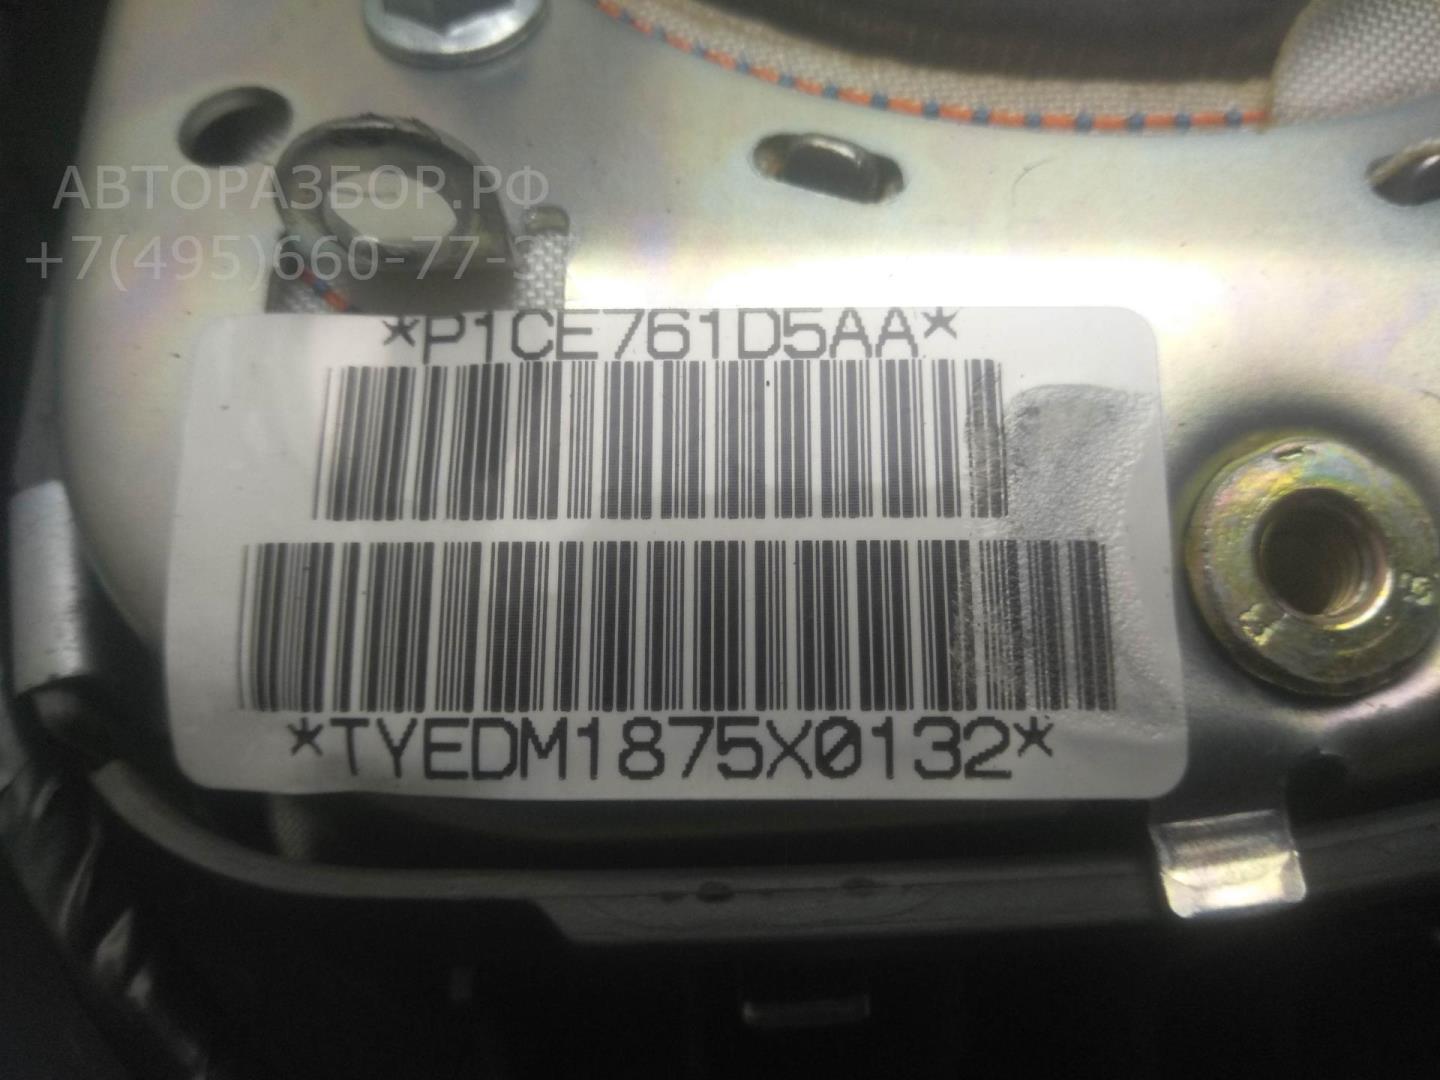 АВТОРАЗБОР.РФ
+7(495)660-77-3
*P1CE761D5AA*
*TYEDM1875X0132*